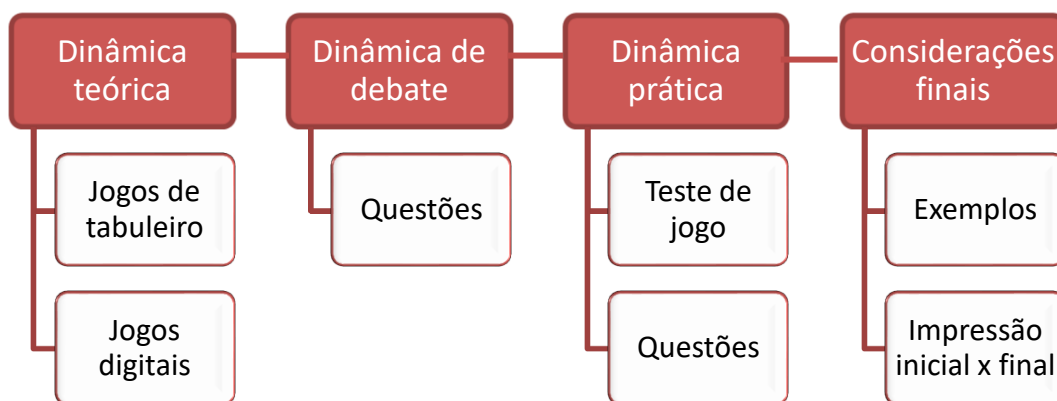 Dinâmica
teórica
Jogos de
tabuleiro
Jogos
digitais
Dinâmica de
debate
Questões
Dinâmica
prática
Teste de
jogo
Questões
Considerações
finais
Exemplos
Impressão
inicial x final